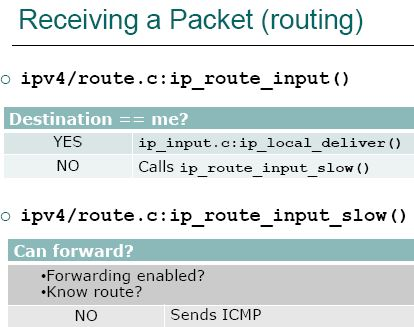 Receiving a Packet (routing)
ipv4/route.c:ip_route_input()
Destination == me?
YES ip_input.c:ip_local_deliver()
NO Calls ip_route_input_slow()
ipv4/route.c:ip_route_input_slow()
Can forward?
•Forwarding enabled?
•Know route?
NO Sends ICMP